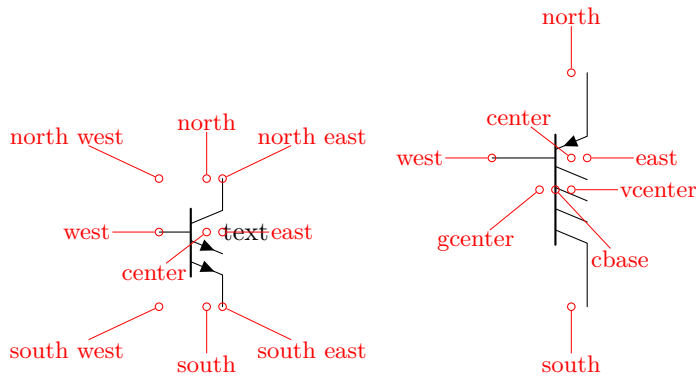 north
north west
north
north east
west
text
east
center
south west
south
south east
center
west
east
vcenter
gcenter
cbase
south